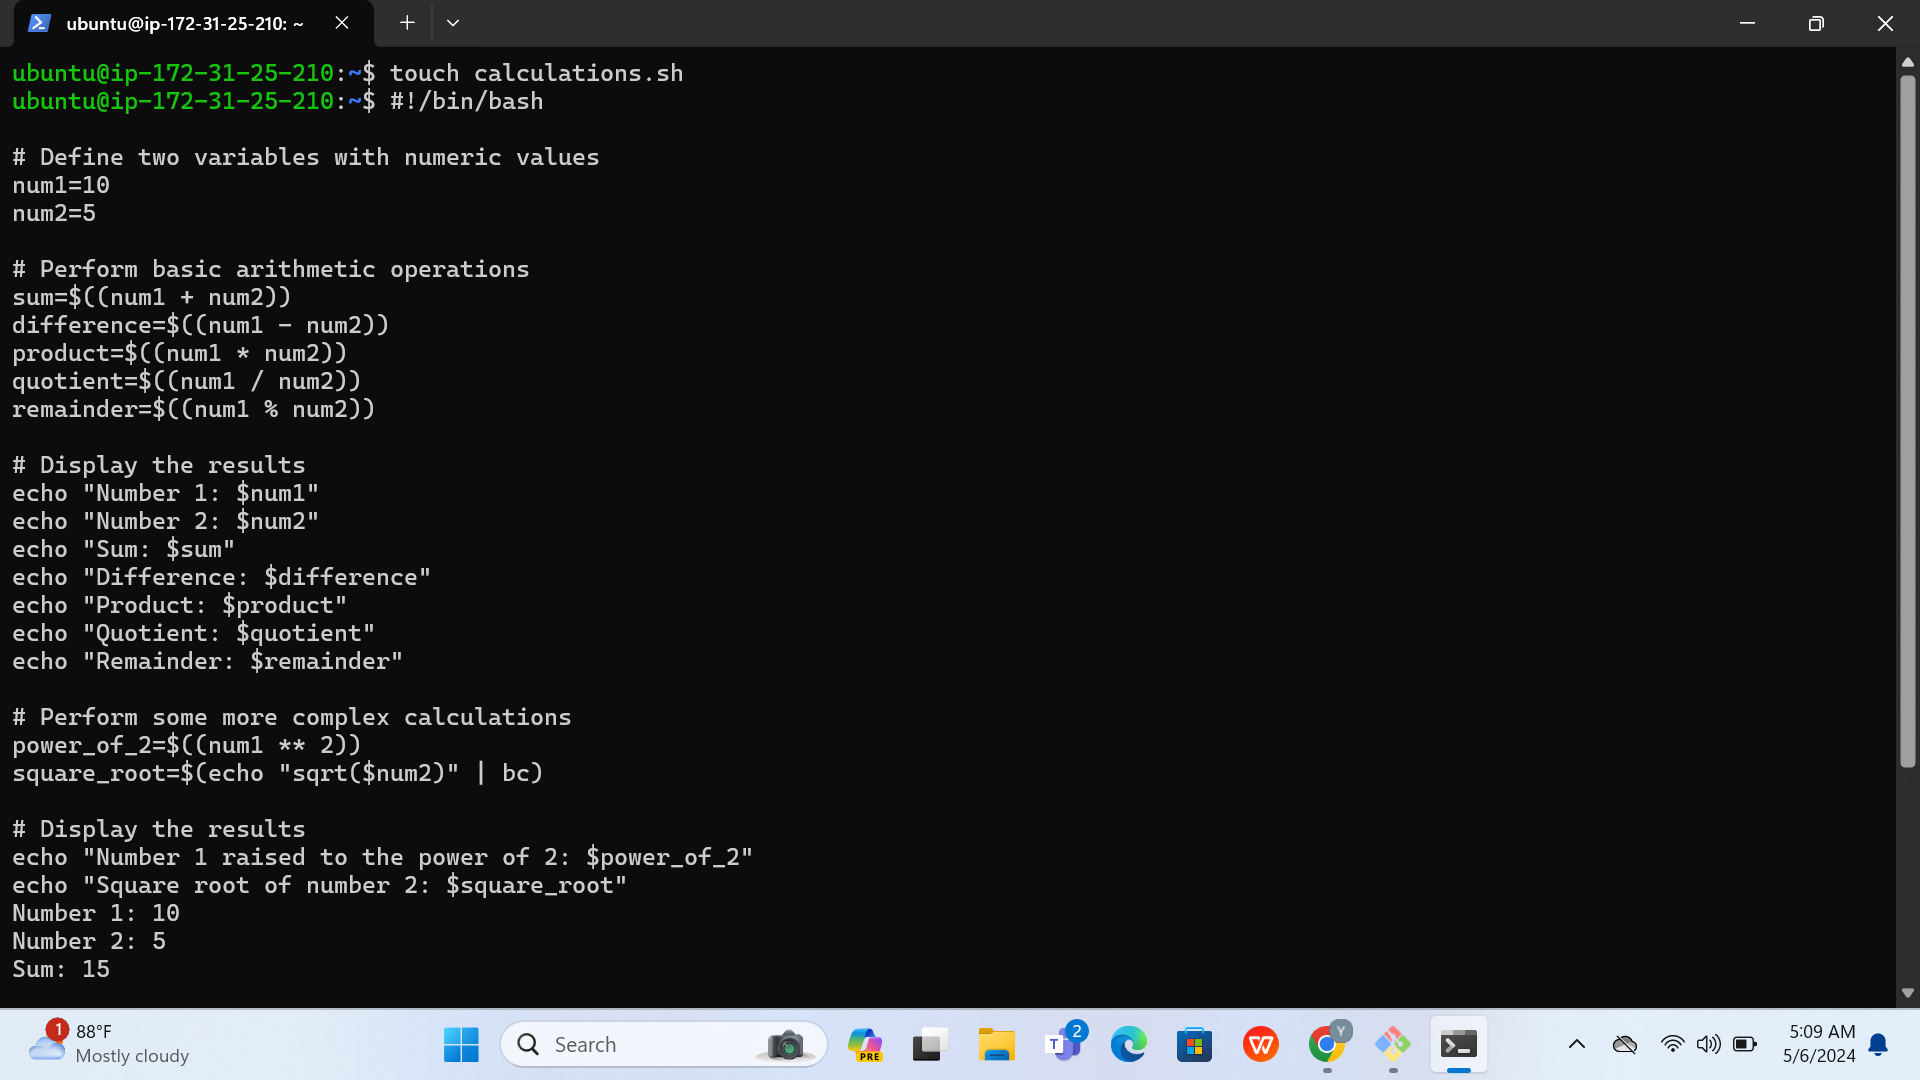 ubuntu@ip-172-31-25-210: ~
ubuntu@ip-172-31-25-210:~$ touch calculations.sh
ubuntu@ip-172-31-25-210:~$ #!/bin/bash
# Define two variables with numeric values
num1=10
num2=5
# Perform basic arithmetic operations
sum=$((num1 + num2))
difference=$((num1 - num2))
product=$((num1 * num2))
quotient=$((num1 / num2))
remainder=$((num1 % num2))
# Display the results
echo "Number 1: $num1"
echo "Number 2: $num2"
echo "Sum: $sum"
echo "Difference: $difference"
echo "Product: $product"
echo "Quotient: $quotient"
echo "Remainder: $remainder"
# Perform some more complex calculations
power_of_2=$((num1 ** 2))
square_root=$(echo "sqrt($num2)" | bc)
# Display the results
echo "Number 1 raised to the power of 2: $power_of_2"
echo "Square root of number 2: $square_root"
Number 1: 10
Number 2: 5
Sum: 15
1
88°F
Mostly cloudy
Search
PRE
T
2
W
Y
5:09 AM
5/6/2024